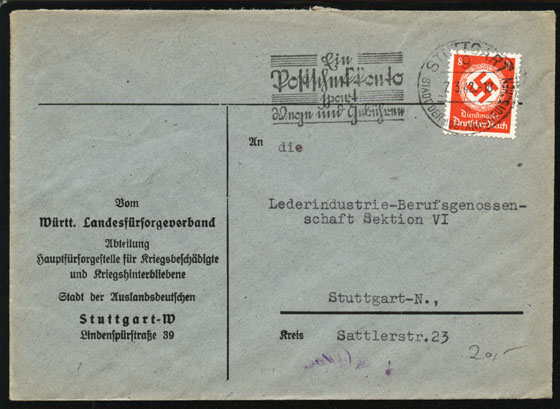 Ein
Postscheckkonto
spart
Wege und Gebühren
STUTTGART
9
8
Dienstmarke
Deutsches Reich
An die
Lederindustrie-Berufsgenossen-
schaft Sektion VI
Stuttgart-N.,
Kreis Sattlerstr.23
20,-
Vom
Württ. Landesfürsorgeverband
Abteilung
Hauptfürsorgestelle für Kriegsbeschädigte
und Kriegshinterbliebene
Stadt der Auslandsdeutschen
Stuttgart-W
Lindenspürstraße 39